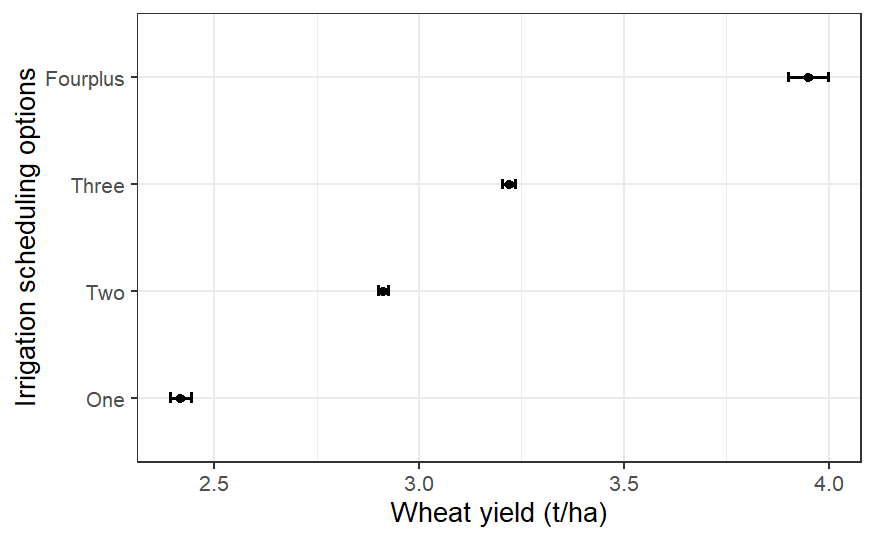 Irrigation scheduling options
Fourplus
Three
Two
One
2.5 3.0 3.5 4.0
Wheat yield (t/ha)